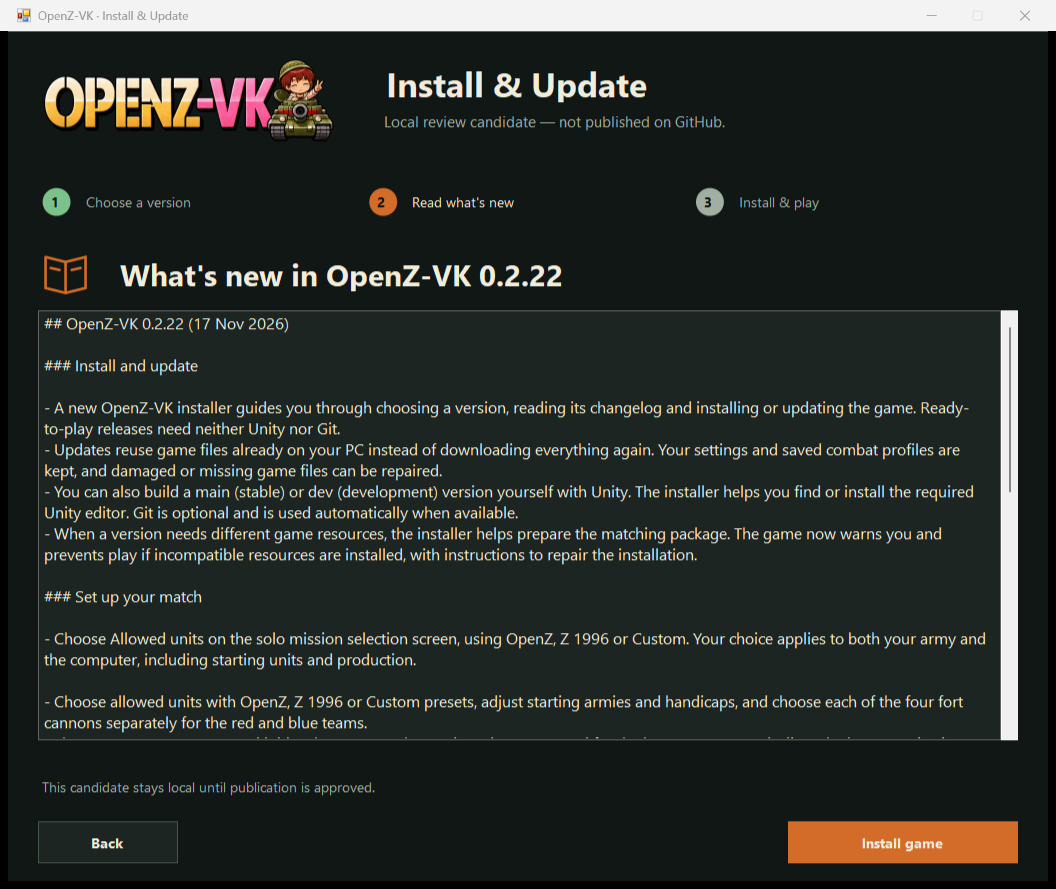 OpenZ-VK · Install & Update
OPENZ-VK
Install & Update
Local review candidate — not published on GitHub.
1 Choose a version
2 Read what's new
3 Install & play
What's new in OpenZ-VK 0.2.22
## OpenZ-VK 0.2.22 (17 Nov 2026)
### Install and update
- A new OpenZ-VK installer guides you through choosing a version, reading its changelog and installing or updating the game. Ready-
to-play releases need neither Unity nor Git.
- Updates reuse game files already on your PC instead of downloading everything again. Your settings and saved combat profiles are
kept, and damaged or missing game files can be repaired.
- You can also build a main (stable) or dev (development) version yourself with Unity. The installer helps you find or install the required
Unity editor. Git is optional and is used automatically when available.
- When a version needs different game resources, the installer helps prepare the matching package. The game now warns you and
prevents play if incompatible resources are installed, with instructions to repair the installation.
### Set up your match
- Choose Allowed units on the solo mission selection screen, using OpenZ, Z 1996 or Custom. Your choice applies to both your army and
the computer, including starting units and production.
- Choose allowed units with OpenZ, Z 1996 or Custom presets, adjust starting armies and handicaps, and choose each of the four fort
cannons separately for the red and blue teams.
This candidate stays local until publication is approved.
Back
Install game